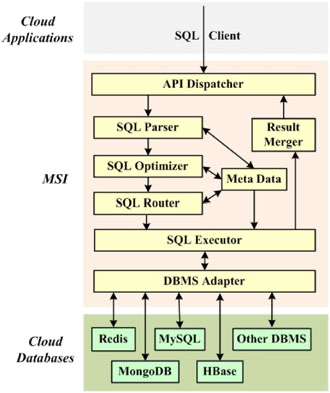 Cloud
Applications
SQL Client
API Dispatcher
SQL Parser
Result
Merger
SQL Optimizer
MSI
Meta Data
SQL Router
SQL Executor
DBMS Adapter
Cloud
Databases
Redis
MySQL
Other DBMS
MongoDB
HBase